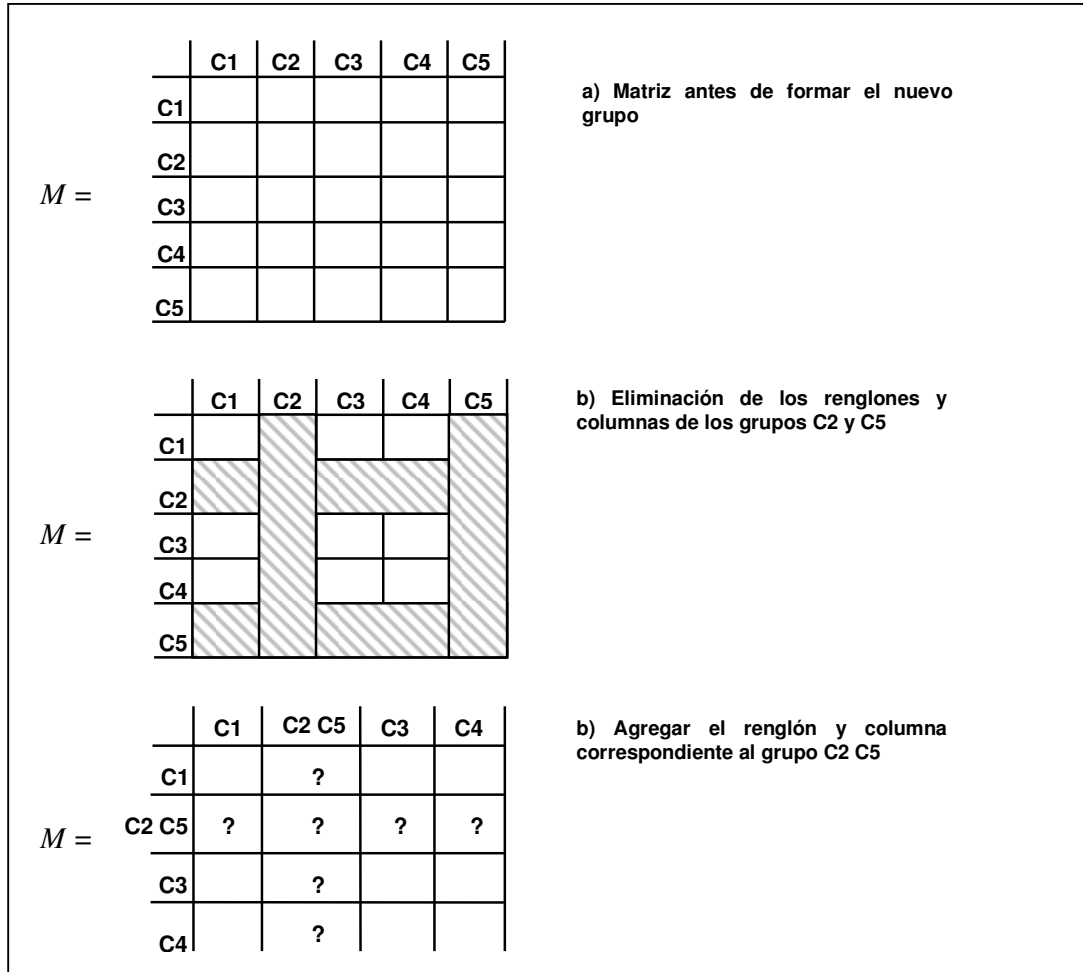 C1 C2 C3 C4 C5
C1
C2
M =
C3
C4
C5
a) Matriz antes de formar el nuevo
grupo
C1 C2 C3 C4 C5
C1
C2
M =
C3
C4
C5
b) Eliminación de los renglones y
columnas de los grupos C2 y C5
C1 C2 C5 C3 C4
C1 ?
M = C2 C5 ? ? ? ?
C3 ?
C4 ?
b) Agregar el renglón y columna
correspondiente al grupo C2 C5